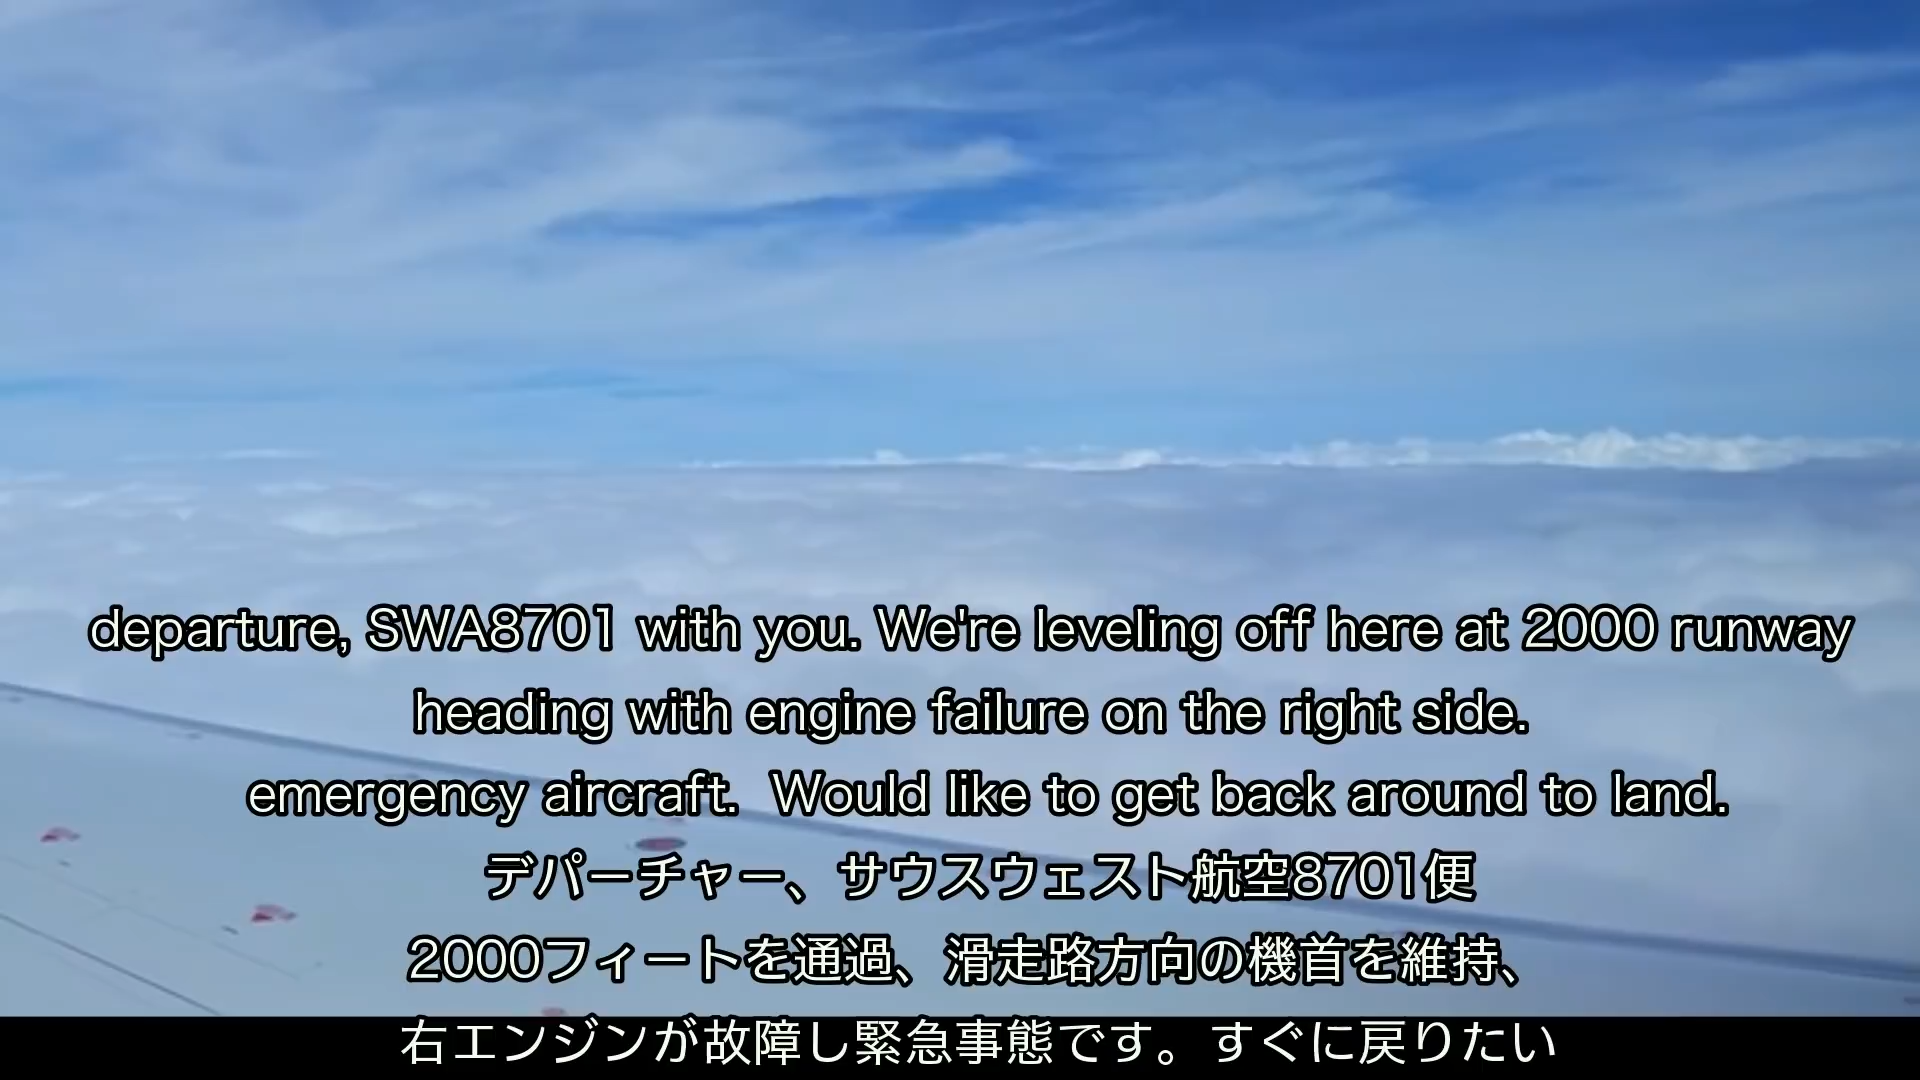 departure, SWA8701 with you. We're leveling off here at 2000 runway
heading with engine failure on the right side.
emergency aircraft.  Would like to get back around to land.
デパーチャー、サウスウェスト航空8701便
2000フィートを通過、滑走路方向の機首を維持、
右エンジンが故障し緊急事態です。すぐに戻りたい